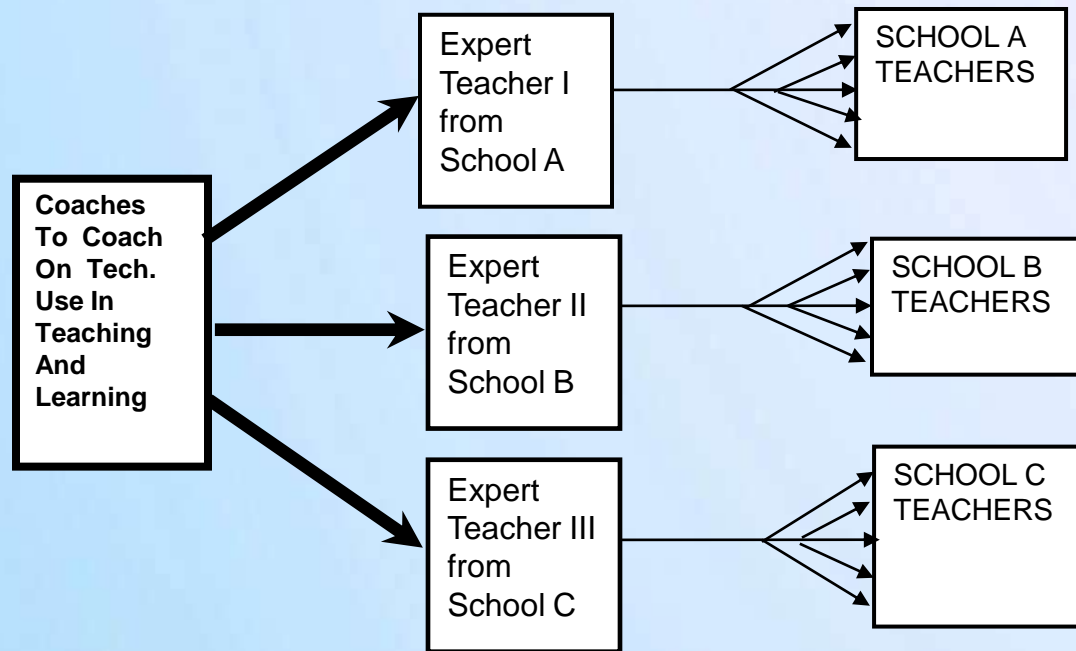 Coaches
To Coach
On Tech.
Use In
Teaching
And
Learning
Expert
Teacher I
from
School A
SCHOOL A
TEACHERS
Expert
Teacher II
from
School B
SCHOOL B
TEACHERS
Expert
Teacher III
from
School C
SCHOOL C
TEACHERS